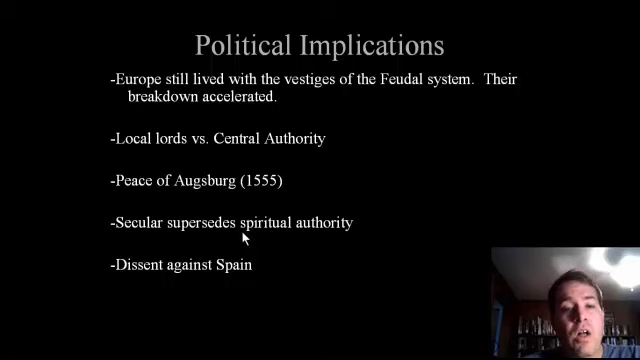 Political Implications
-Europe still lived with the vestiges of the Feudal system.  Their
breakdown accelerated.
-Local lords vs. Central Authority
-Peace of Augsburg (1555)
-Secular supersedes spiritual authority
-Dissent against Spain